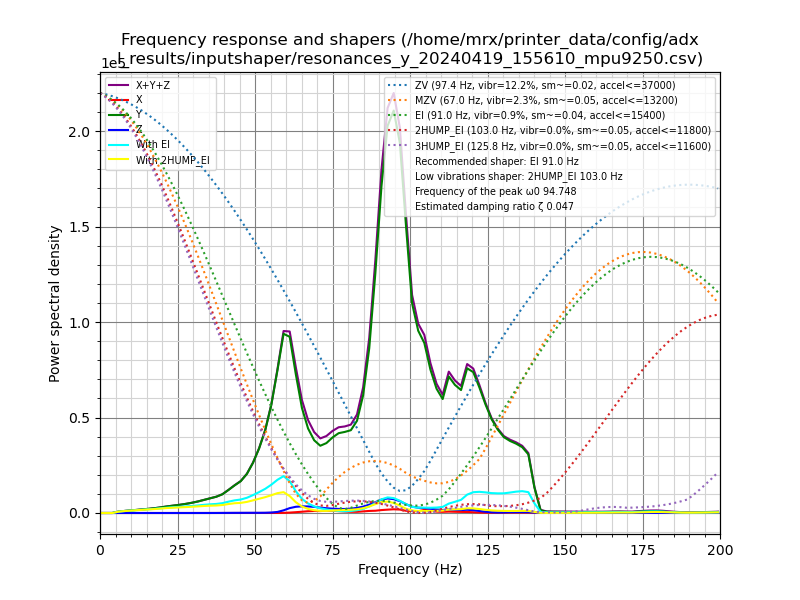 Frequency response and shapers (/home/mrx/printer_data/config/adx
l_results/inputshaper/resonances_y_20240419_155610_mpu9250.csv)
1e5
X+Y+Z
X
Y
Z
With EI
With 2HUMP_EI
ZV (97.4 Hz, vibr=12.2%, sm~=0.02, accel<=37000)
MZV (67.0 Hz, vibr=2.3%, sm~=0.05, accel<=13200)
EI (91.0 Hz, vibr=0.9%, sm~=0.04, accel<=15400)
2HUMP_EI (103.0 Hz, vibr=0.0%, sm~=0.05, accel<=11800)
3HUMP_EI (125.8 Hz, vibr=0.0%, sm~=0.05, accel<=11600)
Recommended shaper: EI 91.0 Hz
Low vibrations shaper: 2HUMP_EI 103.0 Hz
Frequency of the peak ω0 94.748
Estimated damping ratio ζ 0.047
Power spectral density
2.0
1.5
1.0
0.5
0.0
0 25 50 75 100 125 150 175 200
Frequency (Hz)